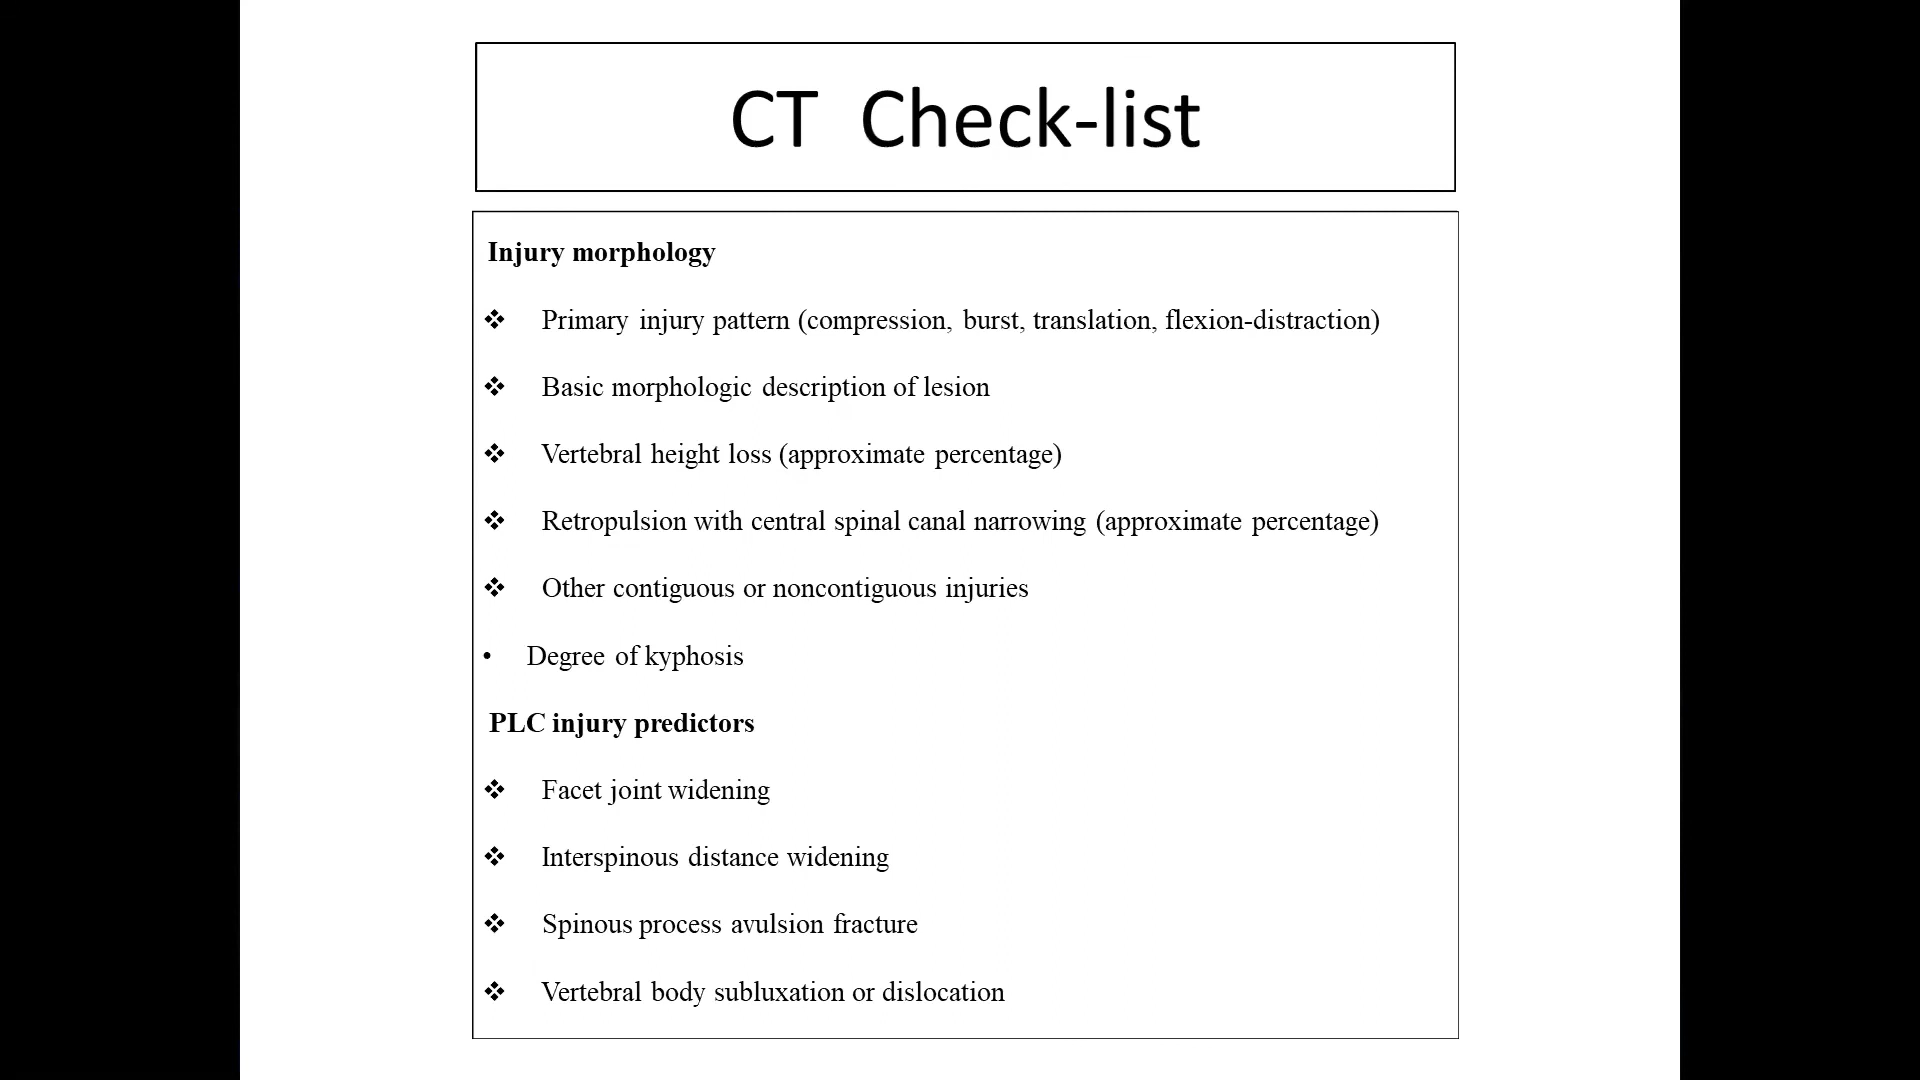 CT Check-list
Injury morphology
❖ Primary injury pattern (compression, burst, translation, flexion-distraction)
❖ Basic morphologic description of lesion
❖ Vertebral height loss (approximate percentage)
❖ Retropulsion with central spinal canal narrowing (approximate percentage)
❖ Other contiguous or noncontiguous injuries
• Degree of kyphosis
PLC injury predictors
❖ Facet joint widening
❖ Interspinous distance widening
❖ Spinous process avulsion fracture
❖ Vertebral body subluxation or dislocation